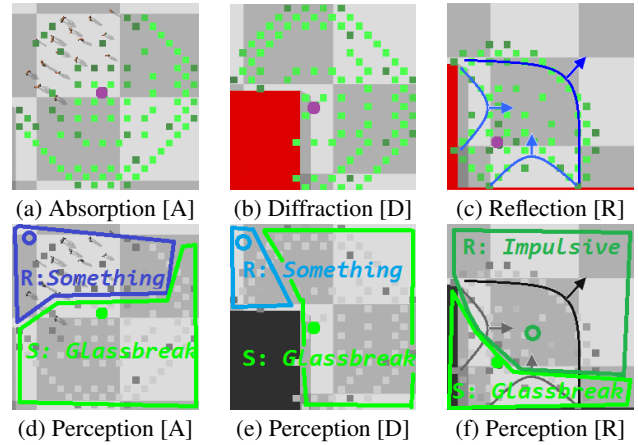 (a) Absorption [A]
(b) Diffraction [D]
(c) Reflection [R]
R:Something
S: Glassbreak
R: Something
S: Glassbreak
R: Impulsive
S: Glassbreak
(d) Perception [A]
(e) Perception [D]
(f) Perception [R]